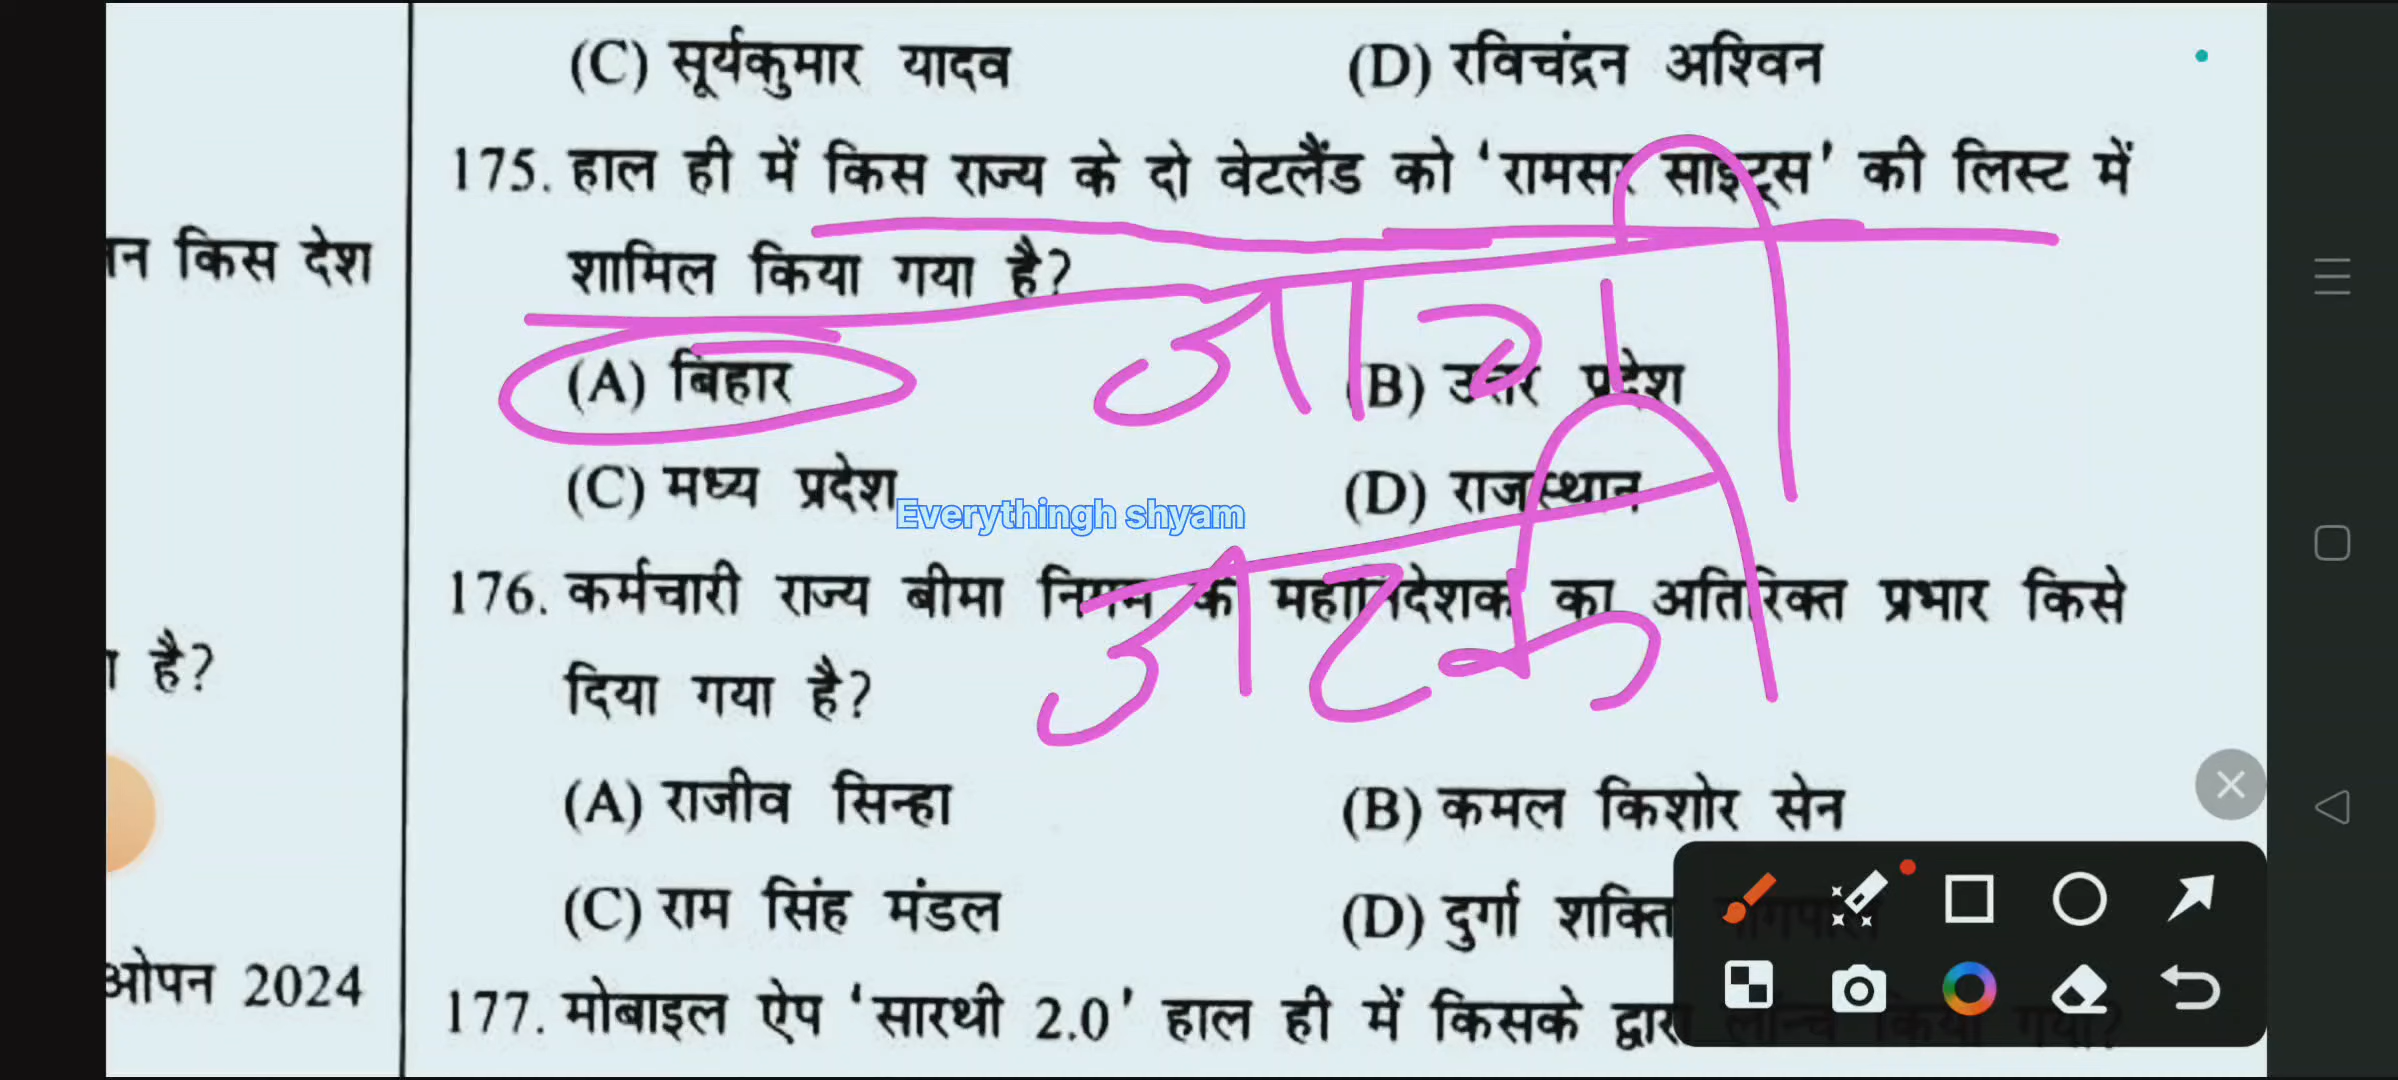 (C) सूर्यकुमार यादव (D) रविचंद्रन अश्विन
175. हाल ही में किस राज्य के दो वेटलैंड को ‘रामसर साइट्स’ की लिस्ट में
शामिल किया गया है?
(A) बिहार (B) उत्तर प्रदेश
(C) मध्य प्रदेश (D) राजस्थान
Everythingh shyam
176. कर्मचारी राज्य बीमा निगम के महानिदेशक का अतिरिक्त प्रभार किसे
दिया गया है?
(A) राजीव सिन्हा (B) कमल किशोर सेन
(C) राम सिंह मंडल (D) दुर्गा शक्ति
177. मोबाइल ऐप ‘सारथी 2.0’ हाल ही में किसके द्वारा लॉन्च किया गया?
किस देश
है?
ओपन 2024